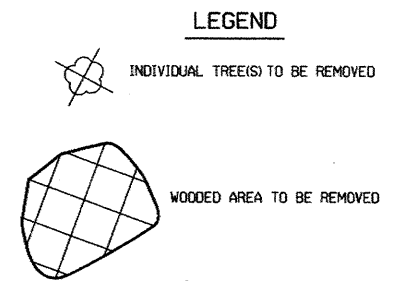 LEGEND
INDIVIDUAL TREE(S) TO BE REMOVED
WOODED AREA TO BE REMOVED